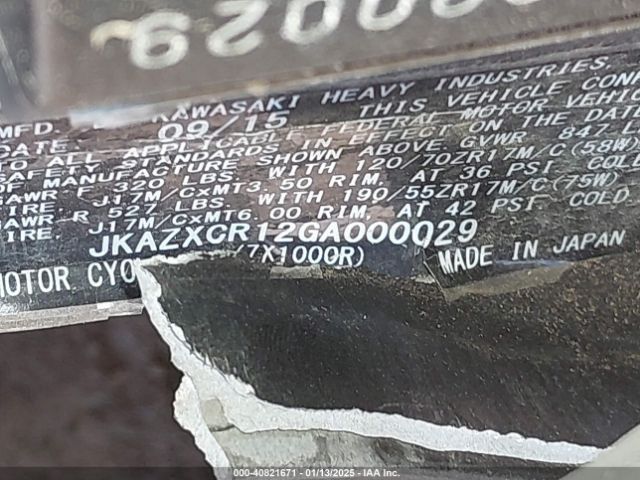 00029
MFD. KAWASAKI HEAVY INDUSTRIES,
DATE 09/15 THIS VEHICLE CONF
TO ALL APPLICABLE FEDERAL MOTOR VEHIC
SAFETY STANDARDS IN EFFECT ON THE DATE
OF MANUFACTURE SHOWN ABOVE GVWR 847 L
GAWR F 320 LBS. WITH 120/70ZR17M/C(58W)
TIRE, J17M/CxMT3.50 RIM, AT 36 PSI COLD
GAWR R 527 LBS. WITH 190/55ZR17M/C(75W)
TIRE, J17M/CxMT6.00 RIM, AT 42 PSI COLD.
JKAZXCR12GA000029
MOTOR CYC /ZX1000R) MADE IN JAPAN
000-40821671 - 01/13/2025 - IAA Inc.